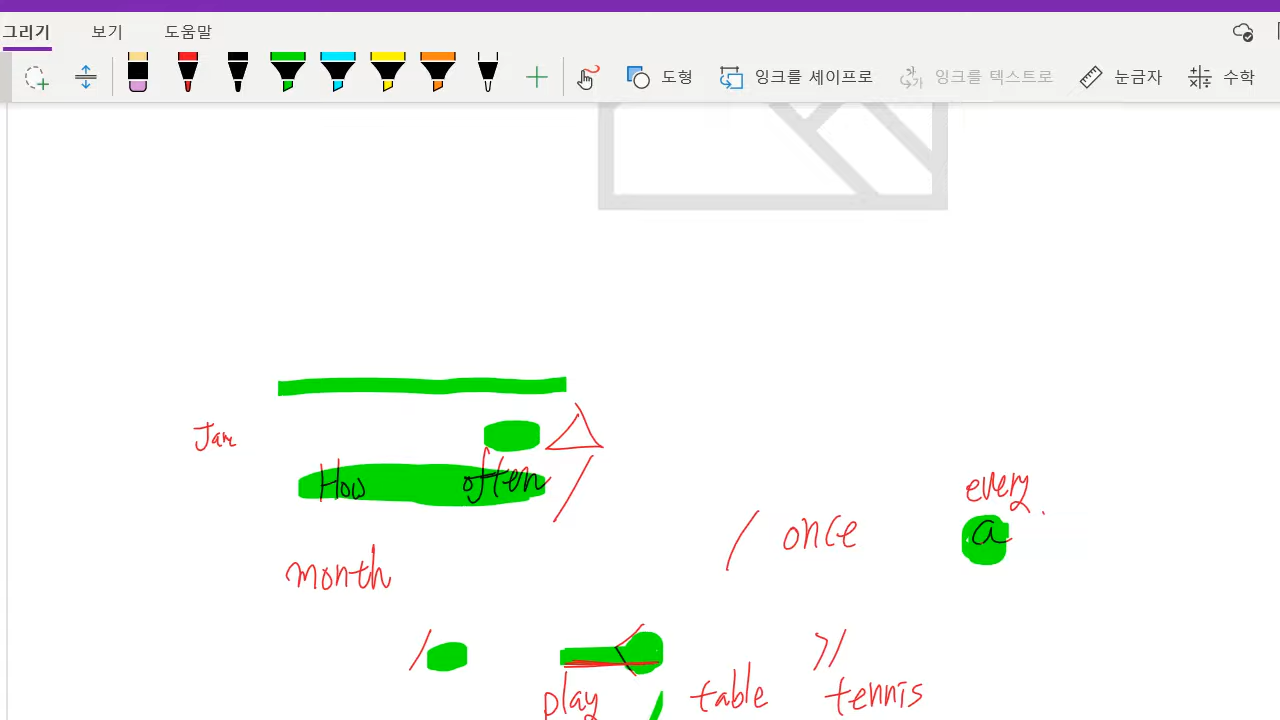 그리기 보기 도움말
도형 잉크를 셰이프로 잉크를 텍스트로 눈금자 수학
How often
every
once a
month
play table tennis